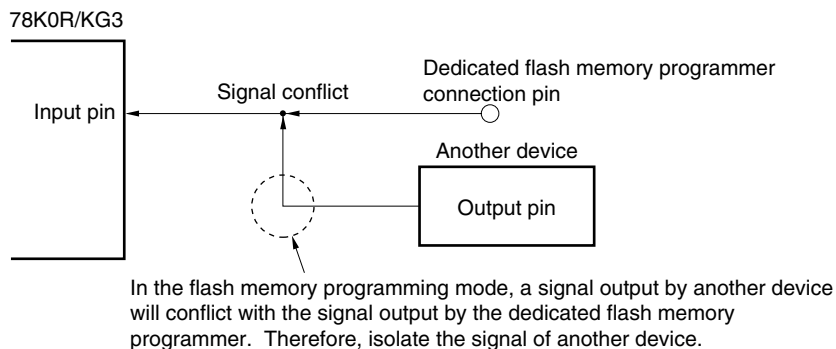 78K0R/KG3
Dedicated flash memory programmer
connection pin
Signal conflict
Input pin
Another device
Output pin
In the flash memory programming mode, a signal output by another device
will conflict with the signal output by the dedicated flash memory
programmer.  Therefore, isolate the signal of another device.